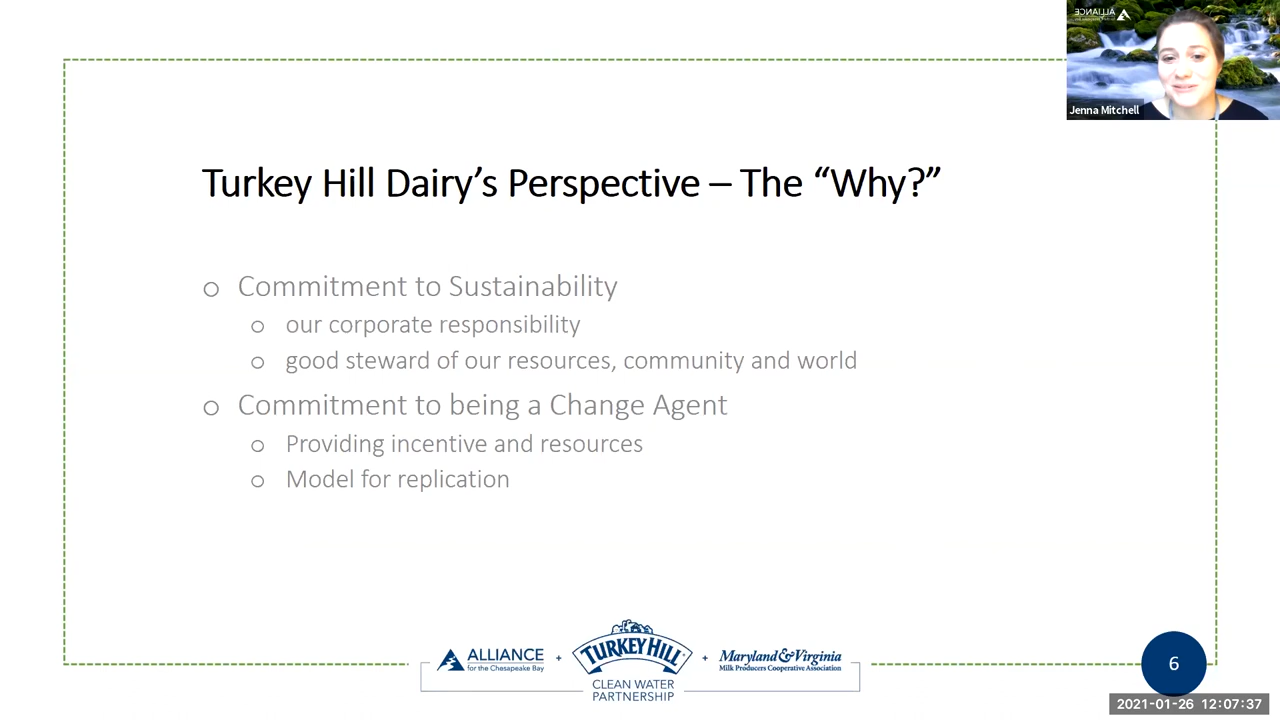 ALLIANCE
Jenna Mitchell
Turkey Hill Dairy’s Perspective – The “Why?”
o Commitment to Sustainability
o our corporate responsibility
o good steward of our resources, community and world
o Commitment to being a Change Agent
o Providing incentive and resources
o Model for replication
ALLIANCE
for the Chesapeake Bay
+
TURKEY HILL
CLEAN WATER
PARTNERSHIP
+
Maryland & Virginia
Milk Producers Cooperative Association
6
2021-01-26 12:07:37